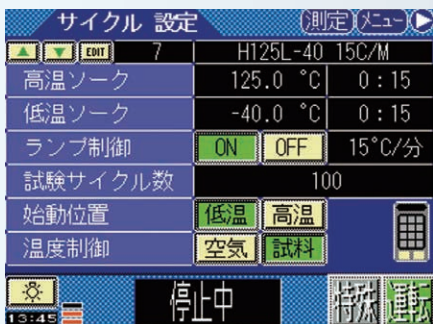 サイクル 設定 測定 メニュー
EDIT 7 H125L-40 15C/M
高温ソーク 125.0 °C 0:15
低温ソーク -40.0 °C 0:15
ランプ制御 ON OFF 15°C/分
試験サイクル数 100
始動位置 低温 高温
温度制御 空気 試料
13:45 停止中 特殊 運転